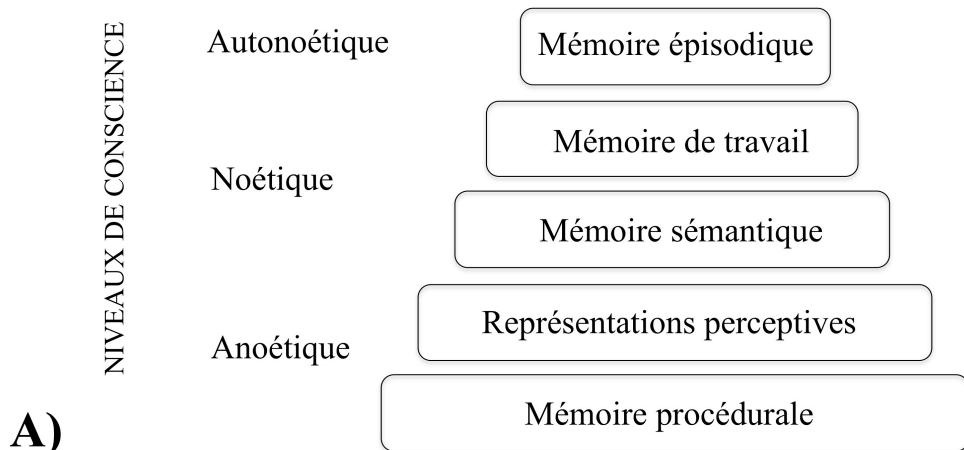 NIVEAUX DE CONSCIENCE
Autonoétique
Mémoire épisodique
Mémoire de travail
Noétique
Mémoire sémantique
Représentations perceptives
Anoétique
Mémoire procédurale
A)